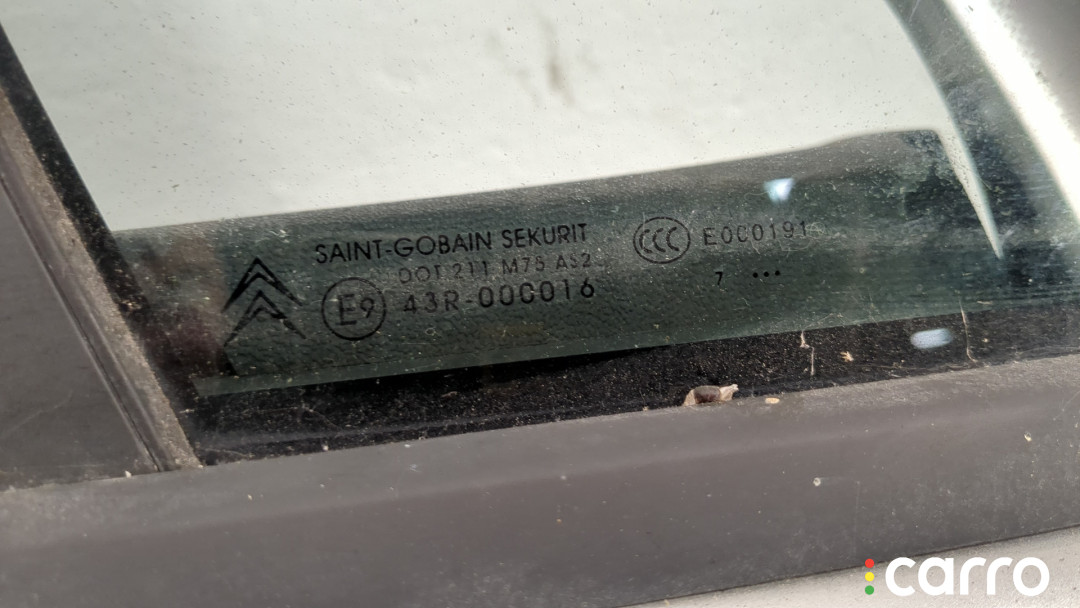 SAINT-GOBAIN SEKURIT
DOT 211 M75 AS2
E9 43R-000016
CCC E000191
7 ...
carro